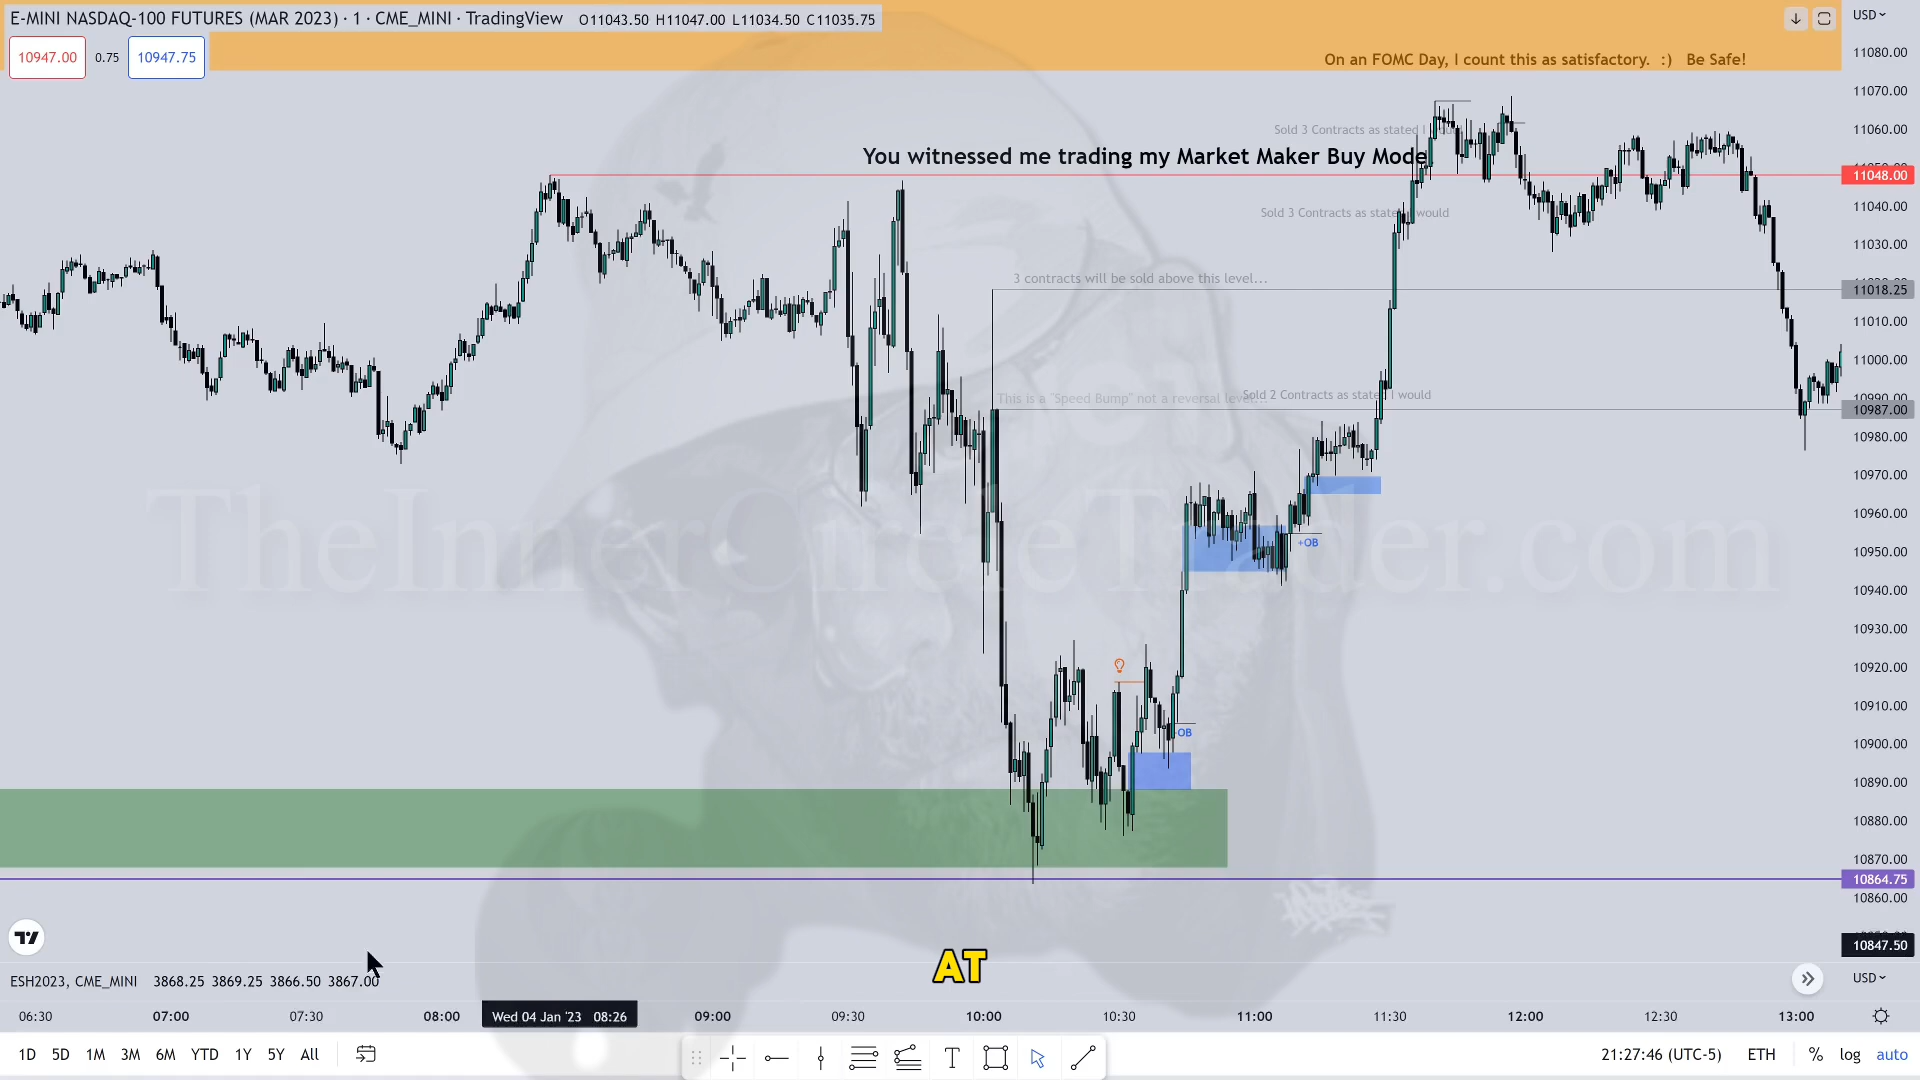 E-MINI NASDAQ-100 FUTURES (MAR 2023) · 1 · CME_MINI · TradingView O11043.50 H11047.00 L11034.50 C11035.75
USD
10947.00 0.75 10947.75
On an FOMC Day, I count this as satisfactory. :) Be Safe!
11080.00
11070.00
11060.00
Sold 3 Contracts as stated I
You witnessed me trading my Market Maker Buy Model
11048.00
11040.00
Sold 3 Contracts as stated I would
11030.00
3 contracts will be sold above this level...
11018.25
11010.00
11000.00
This is a "Speed Bump" not a reversal level...
Sold 2 Contracts as stated I would
10990.00
10987.00
10980.00
10970.00
10960.00
TheInnerCircleTrader.com
+OB
10950.00
10940.00
10930.00
10920.00
10910.00
+OB
10900.00
10890.00
10880.00
10870.00
10864.75
10860.00
10847.50
AT
ESH2023, CME_MINI 3868.25 3869.25 3866.50 3867.00
USD
06:30 07:00 07:30 08:00 Wed 04 Jan '23 08:26 09:00 09:30 10:00 10:30 11:00 11:30 12:00 12:30 13:00
1D 5D 1M 3M 6M YTD 1Y 5Y All
21:27:46 (UTC-5) ETH % log auto